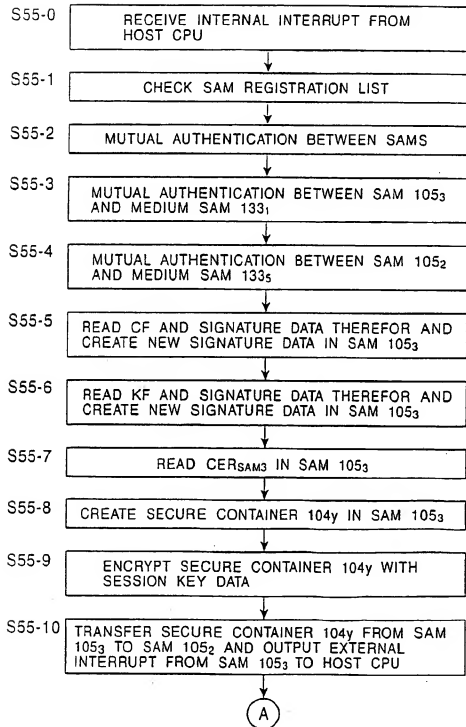 S55-0
RECEIVE INTERNAL INTERRUPT FROM
HOST CPU
S55-1
CHECK SAM REGISTRATION LIST
S55-2
MUTUAL AUTHENTICATION BETWEEN SAMS
S55-3
MUTUAL AUTHENTICATION BETWEEN SAM 105₃
AND MEDIUM SAM 133₁
S55-4
MUTUAL AUTHENTICATION BETWEEN SAM 105₂
AND MEDIUM SAM 133₅
S55-5
READ CF AND SIGNATURE DATA THEREFOR AND
CREATE NEW SIGNATURE DATA IN SAM 105₃
S55-6
READ KF AND SIGNATURE DATA THEREFOR AND
CREATE NEW SIGNATURE DATA IN SAM 105₃
S55-7
READ CER_SAM3 IN SAM 105₃
S55-8
CREATE SECURE CONTAINER 104y IN SAM 105₃
S55-9
ENCRYPT SECURE CONTAINER 104y WITH
SESSION KEY DATA
S55-10
TRANSFER SECURE CONTAINER 104y FROM SAM
105₃ TO SAM 105₂ AND OUTPUT EXTERNAL
INTERRUPT FROM SAM 105₃ TO HOST CPU
A